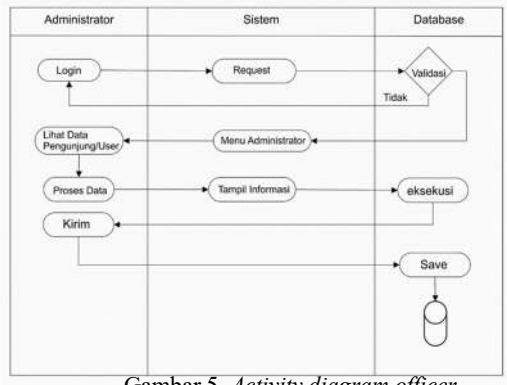 Administrator
Sistem
Database
Login
Request
Validasi
Tidak
Lihat Data
Pengunjung/User
Menu Administrator
Proses Data
Tampil Informasi
eksekusi
Kirim
Save
Gambar 5. Activity diagram officer